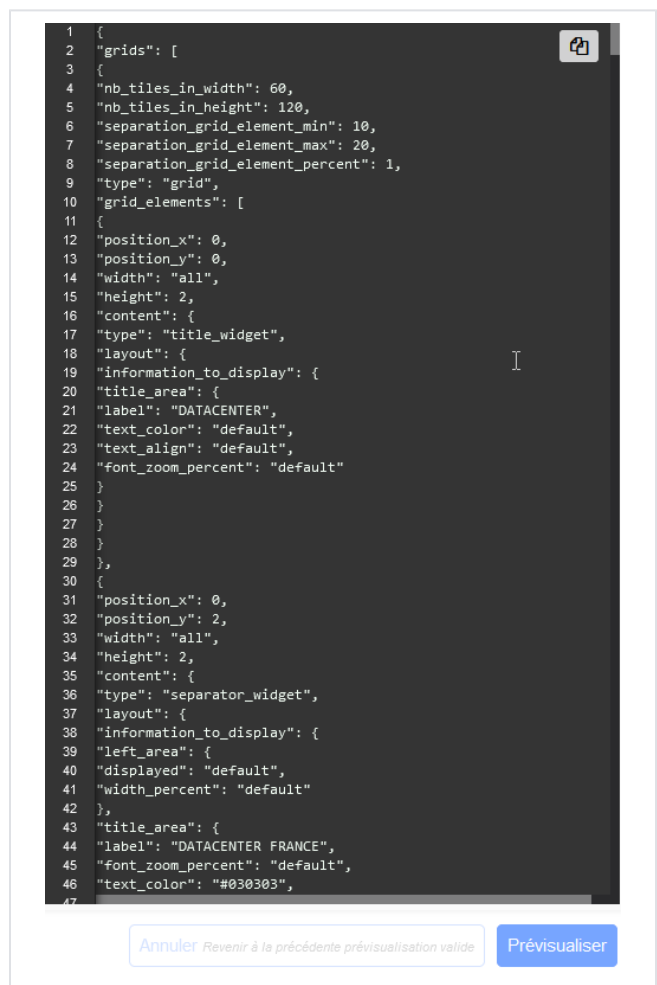 1 {
2 "grids": [
3 {
4 "nb_tiles_in_width": 60,
5 "nb_tiles_in_height": 120,
6 "separation_grid_element_min": 10,
7 "separation_grid_element_max": 20,
8 "separation_grid_element_percent": 1,
9 "type": "grid",
10 "grid_elements": [
11 {
12 "position_x": 0,
13 "position_y": 0,
14 "width": "all",
15 "height": 2,
16 "content": {
17 "type": "title_widget",
18 "layout": {
19 "information_to_display": {
20 "title_area": {
21 "label": "DATACENTER",
22 "text_color": "default",
23 "text_align": "default",
24 "font_zoom_percent": "default"
25 }
26 }
27 }
28 }
29 },
30 {
31 "position_x": 0,
32 "position_y": 2,
33 "width": "all",
34 "height": 2,
35 "content": {
36 "type": "separator_widget",
37 "layout": {
38 "information_to_display": {
39 "left_area": {
40 "displayed": "default",
41 "width_percent": "default"
42 },
43 "title_area": {
44 "label": "DATACENTER FRANCE",
45 "font_zoom_percent": "default",
46 "text_color": "#030303",
47
Annuler Revenir à la précédente prévisualisation valide Prévisualiser